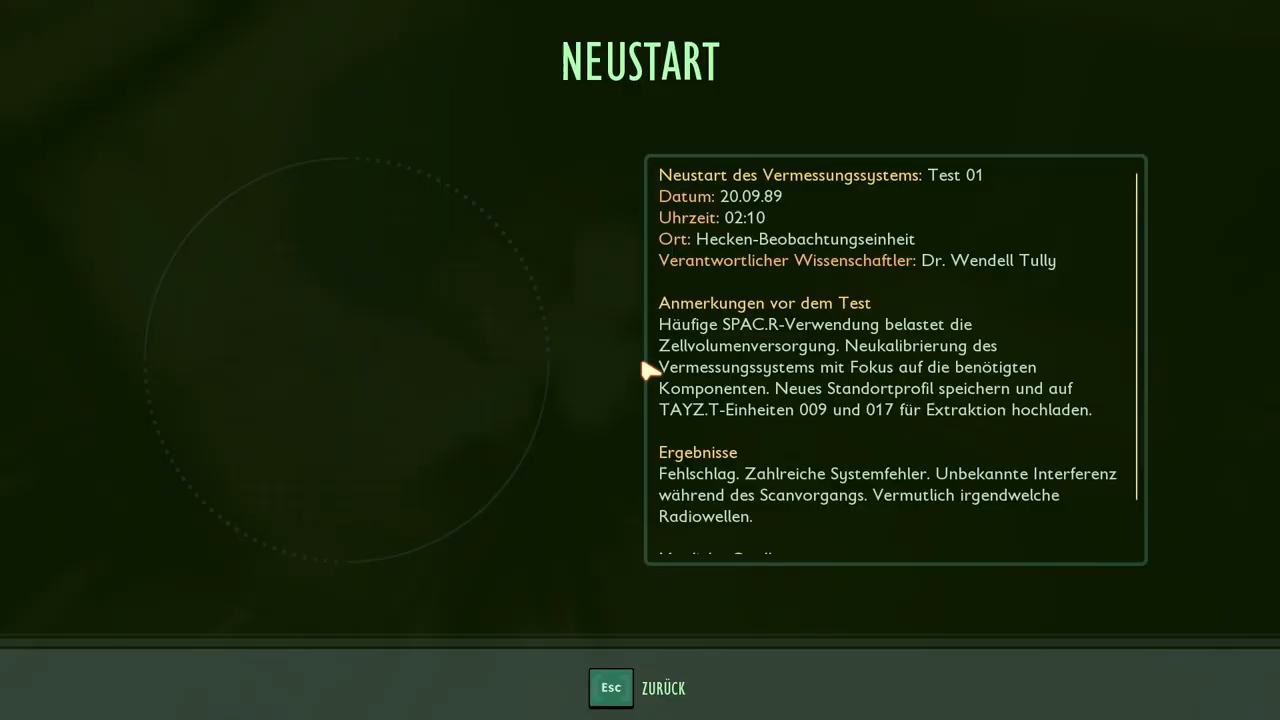 NEUSTART
Neustart des Vermessungssystems: Test 01
Datum: 20.09.89
Uhrzeit: 02:10
Ort: Hecken-Beobachtungseinheit
Verantwortlicher Wissenschaftler: Dr. Wendell Tully
Anmerkungen vor dem Test
Häufige SPAC.R-Verwendung belastet die
Zellvolumenversorgung. Neukalibrierung des
Vermessungssystems mit Fokus auf die benötigten
Komponenten. Neues Standortprofil speichern und auf
TAYZ.T-Einheiten 009 und 017 für Extraktion hochladen.
Ergebnisse
Fehlschlag. Zahlreiche Systemfehler. Unbekannte Interferenz
während des Scanvorgangs. Vermutlich irgendwelche
Radiowellen.
Esc ZURÜCK